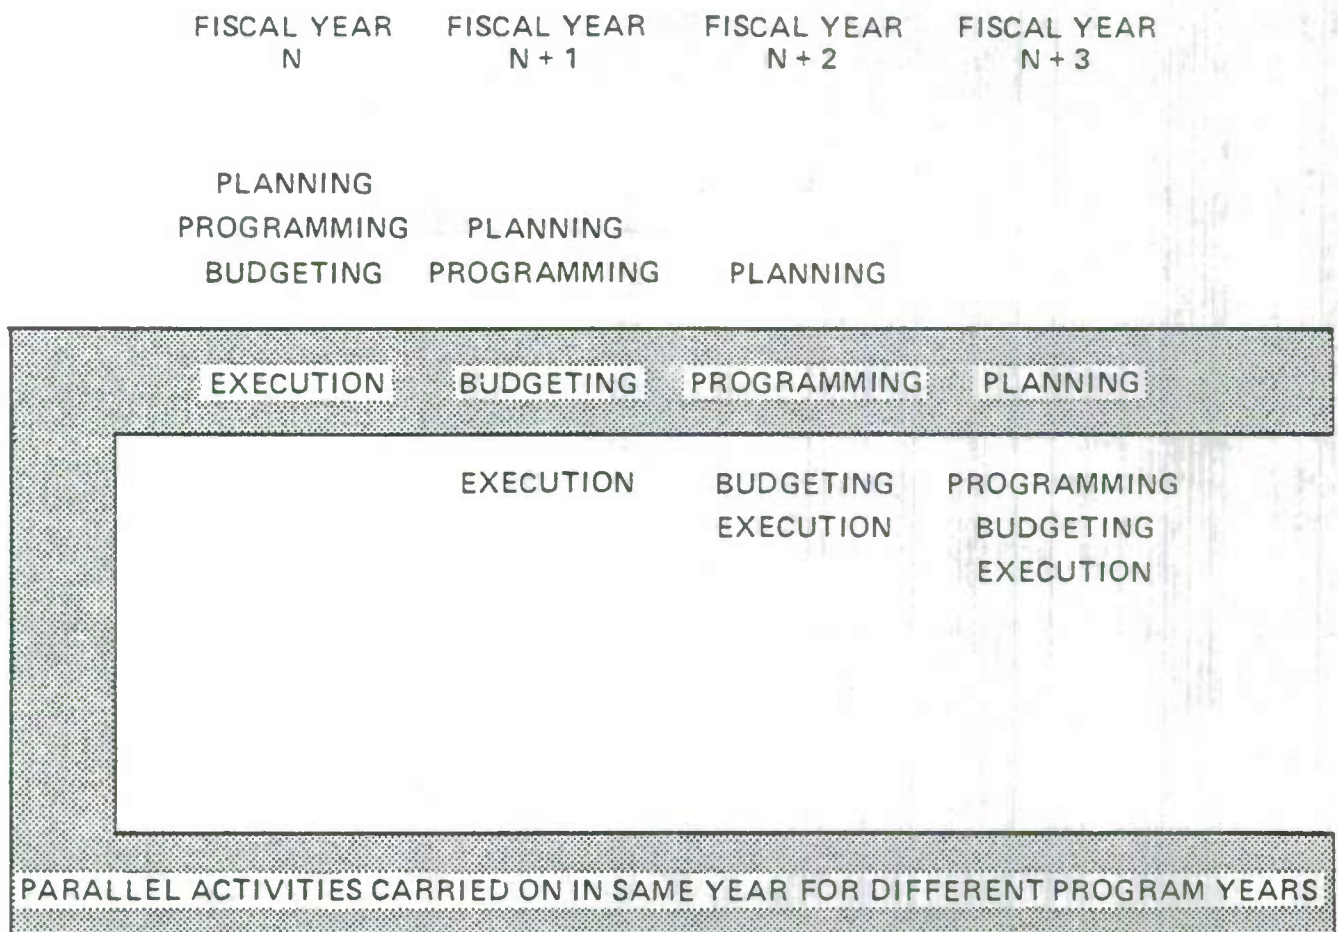 FISCAL YEAR FISCAL YEAR FISCAL YEAR FISCAL YEAR
N N + 1 N + 2 N + 3
PLANNING
PROGRAMMING PLANNING
BUDGETING PROGRAMMING PLANNING
EXECUTION BUDGETING PROGRAMMING PLANNING
EXECUTION BUDGETING PROGRAMMING
EXECUTION BUDGETING
EXECUTION
PARALLEL ACTIVITIES CARRIED ON IN SAME YEAR FOR DIFFERENT PROGRAM YEARS